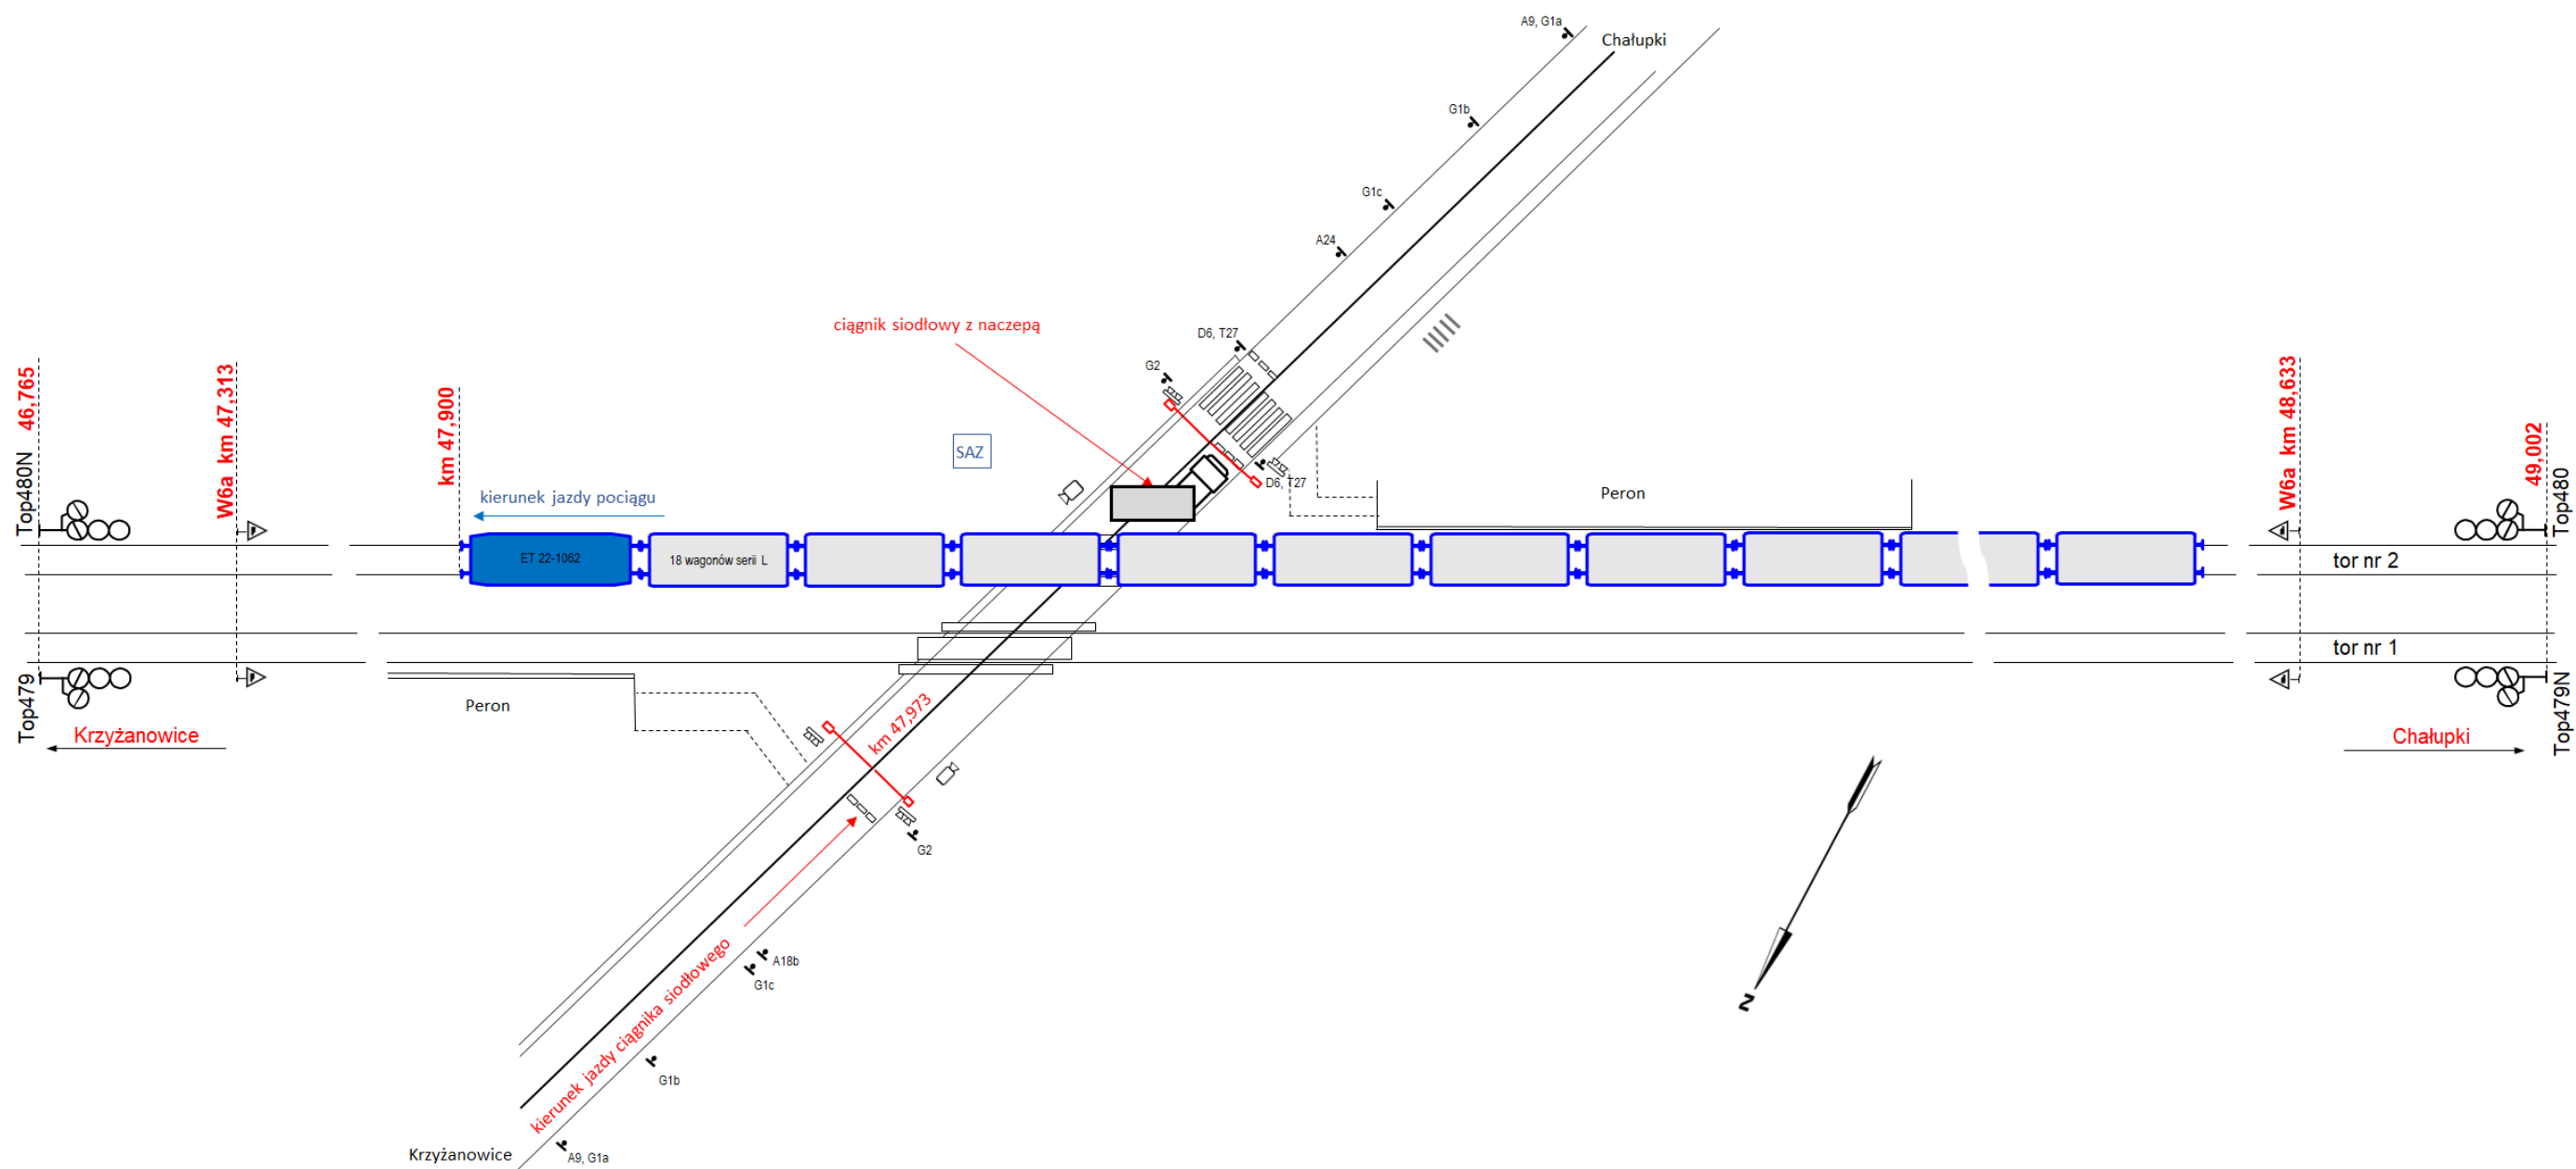 A9, G1a
Chałupki
G1b
G1c
A24
ciągnik siodłowy z naczepą
D6, T27
G2
46,765
W6a km 47,313
km 47,900
SAZ
D6, T27
Peron
W6a km 48,633
49,002
Top480N
kierunek jazdy pociągu
Top480
ET 22-1062
18 wagonów serii L
tor nr 2
tor nr 1
Top479
Peron
km 47,973
Top479N
Krzyżanowice
Chałupki
G2
kierunek jazdy ciągnika siodłowego
A18b
G1c
N
G1b
Krzyżanowice
A9, G1a